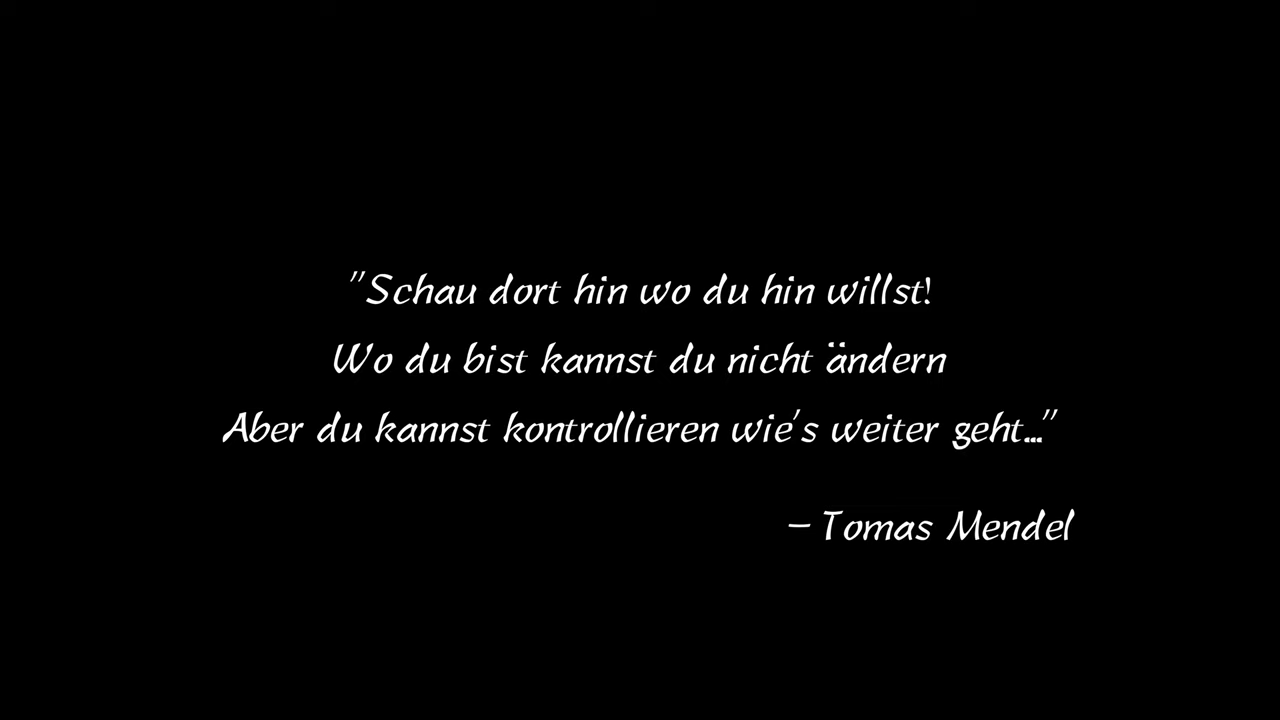 "Schau dort hin wo du hin willst!
Wo du bist kannst du nicht ändern
Aber du kannst kontrollieren wie's weiter geht..."
- Tomas Mendel